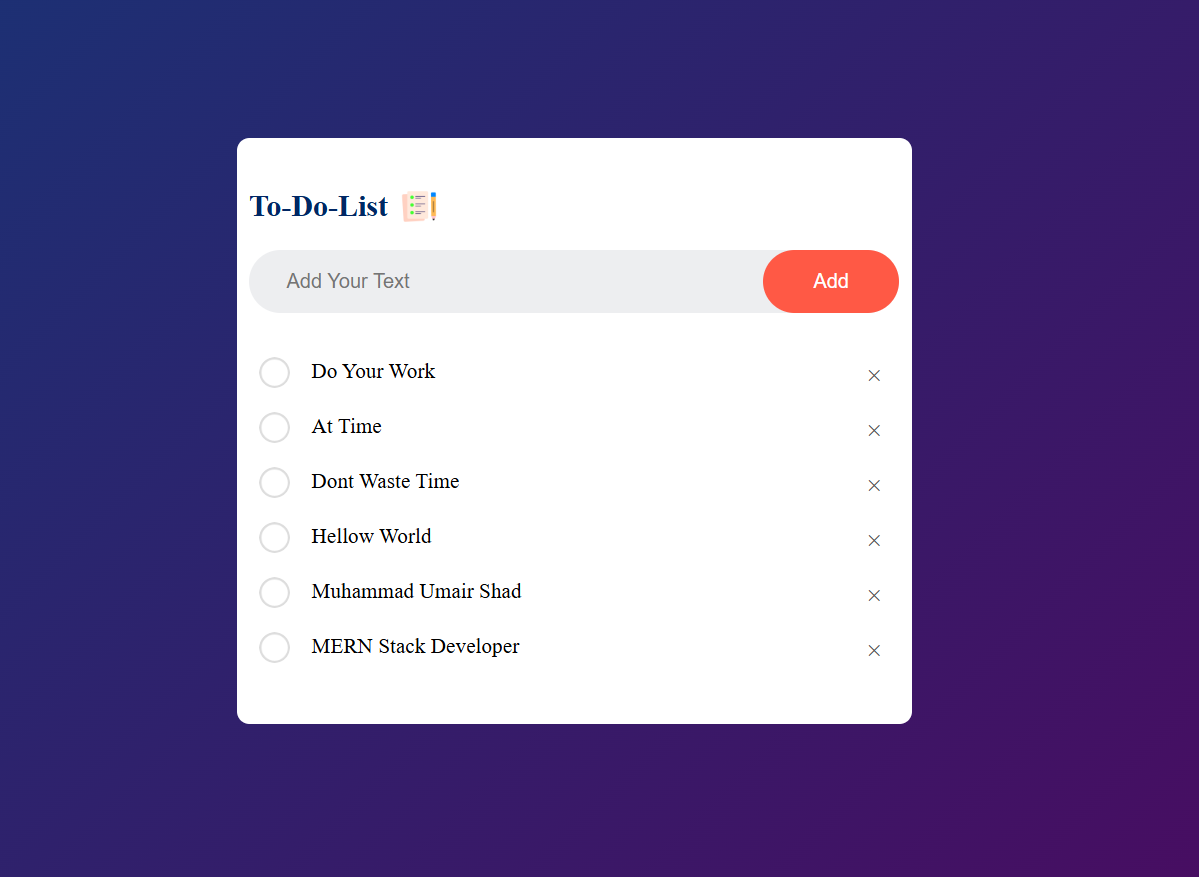 To-Do-List
Add Your Text
Add
Do Your Work
At Time
Dont Waste Time
Hellow World
Muhammad Umair Shad
MERN Stack Developer